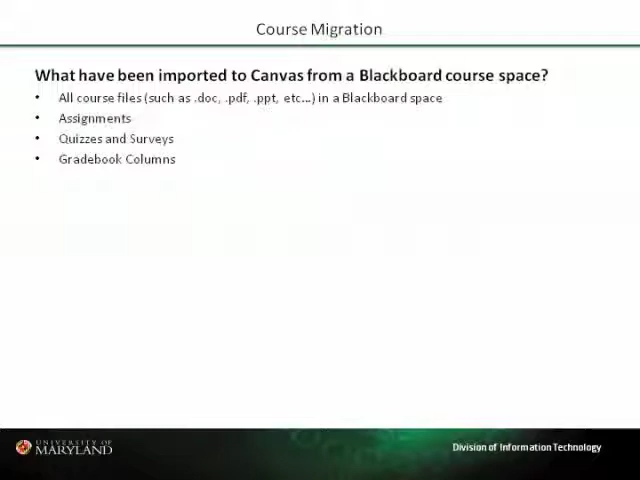 Course Migration
What have been imported to Canvas from a Blackboard course space?
• All course files (such as .doc, .pdf, .ppt, etc...) in a Blackboard space
• Assignments
• Quizzes and Surveys
• Gradebook Columns
UNIVERSITY OF
MARYLAND
Division of Information Technology